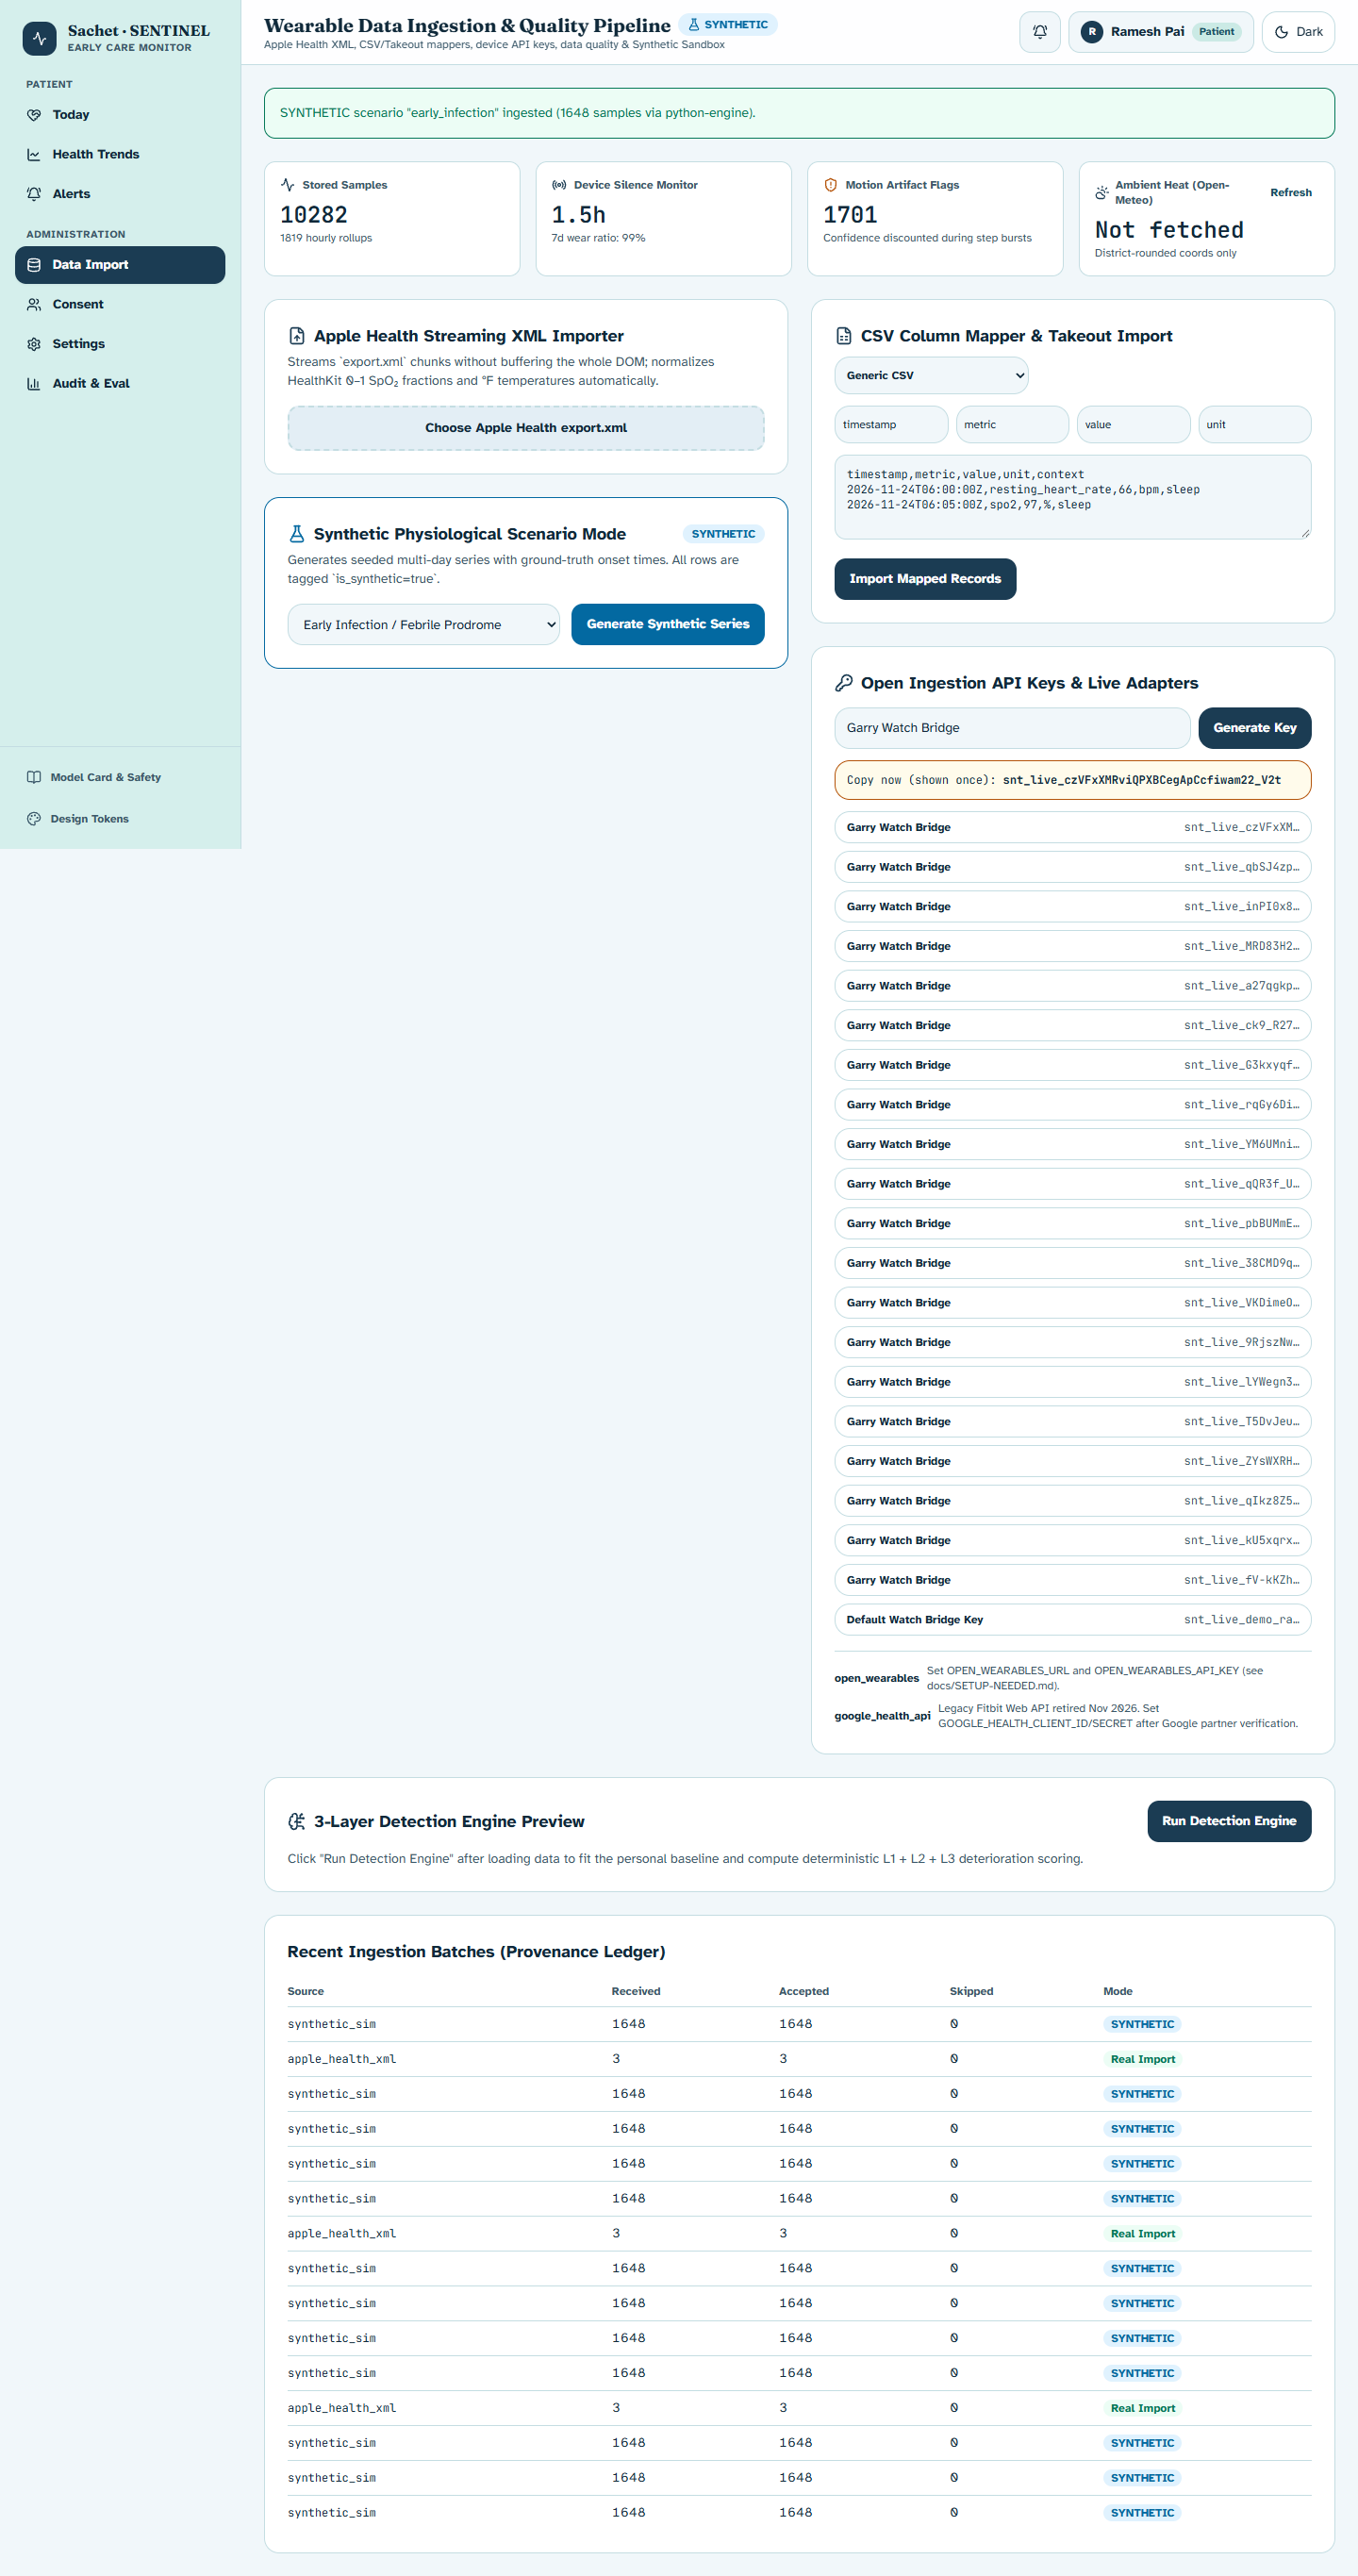 Sachet · SENTINEL
EARLY CARE MONITOR
PATIENT
Today
Health Trends
Alerts
ADMINISTRATION
Data Import
Consent
Settings
Audit & Eval
Model Card & Safety
Design Tokens
Wearable Data Ingestion & Quality Pipeline
SYNTHETIC
Apple Health XML, CSV/Takeout mappers, device API keys, data quality & Synthetic Sandbox
R
Ramesh Pai
Patient
Dark
SYNTHETIC scenario "early_infection" ingested (1648 samples via python-engine).
Stored Samples
10282
1819 hourly rollups
Device Silence Monitor
1.5h
7d wear ratio: 99%
Motion Artifact Flags
1701
Confidence discounted during step bursts
Ambient Heat (Open-
Meteo)
Refresh
Not fetched
District-rounded coords only
Apple Health Streaming XML Importer
Streams `export.xml` chunks without buffering the whole DOM; normalizes
HealthKit 0–1 SpO₂ fractions and °F temperatures automatically.
Choose Apple Health export.xml
Synthetic Physiological Scenario Mode
SYNTHETIC
Generates seeded multi-day series with ground-truth onset times. All rows are
tagged `is_synthetic=true`.
Early Infection / Febrile Prodrome
Generate Synthetic Series
CSV Column Mapper & Takeout Import
Generic CSV
timestamp
metric
value
unit
timestamp,metric,value,unit,context
2026-11-24T06:00:00Z,resting_heart_rate,66,bpm,sleep
2026-11-24T06:05:00Z,spo2,97,%,sleep
Import Mapped Records
Open Ingestion API Keys & Live Adapters
Garry Watch Bridge
Generate Key
Copy now (shown once): snt_live_czVFxXMRviQPXBCegApCcfiwam22_V2t
Garry Watch Bridge snt_live_czVFxXM…
Garry Watch Bridge snt_live_qbSJ4zp…
Garry Watch Bridge snt_live_inPI0x8…
Garry Watch Bridge snt_live_MRD83H2…
Garry Watch Bridge snt_live_a27qgkp…
Garry Watch Bridge snt_live_ck9_R27…
Garry Watch Bridge snt_live_G3kxyqf…
Garry Watch Bridge snt_live_rqGy6Di…
Garry Watch Bridge snt_live_YM6UMni…
Garry Watch Bridge snt_live_qQR3f_U…
Garry Watch Bridge snt_live_pbBUMmE…
Garry Watch Bridge snt_live_38CMD9q…
Garry Watch Bridge snt_live_VKDimeO…
Garry Watch Bridge snt_live_9RjszNw…
Garry Watch Bridge snt_live_lYWegn3…
Garry Watch Bridge snt_live_T5DvJeu…
Garry Watch Bridge snt_live_ZYsWXRH…
Garry Watch Bridge snt_live_qIkz8Z5…
Garry Watch Bridge snt_live_kU5xqrx…
Garry Watch Bridge snt_live_fV-kKZh…
Default Watch Bridge Key snt_live_demo_ra…
open_wearables
Set OPEN_WEARABLES_URL and OPEN_WEARABLES_API_KEY (see
docs/SETUP-NEEDED.md).
google_health_api
Legacy Fitbit Web API retired Nov 2026. Set
GOOGLE_HEALTH_CLIENT_ID/SECRET after Google partner verification.
3-Layer Detection Engine Preview
Run Detection Engine
Click "Run Detection Engine" after loading data to fit the personal baseline and compute deterministic L1 + L2 + L3 deterioration scoring.
Recent Ingestion Batches (Provenance Ledger)
Source Received Accepted Skipped Mode
synthetic_sim 1648 1648 0 SYNTHETIC
apple_health_xml 3 3 0 Real Import
synthetic_sim 1648 1648 0 SYNTHETIC
synthetic_sim 1648 1648 0 SYNTHETIC
synthetic_sim 1648 1648 0 SYNTHETIC
synthetic_sim 1648 1648 0 SYNTHETIC
apple_health_xml 3 3 0 Real Import
synthetic_sim 1648 1648 0 SYNTHETIC
synthetic_sim 1648 1648 0 SYNTHETIC
synthetic_sim 1648 1648 0 SYNTHETIC
synthetic_sim 1648 1648 0 SYNTHETIC
apple_health_xml 3 3 0 Real Import
synthetic_sim 1648 1648 0 SYNTHETIC
synthetic_sim 1648 1648 0 SYNTHETIC
synthetic_sim 1648 1648 0 SYNTHETIC